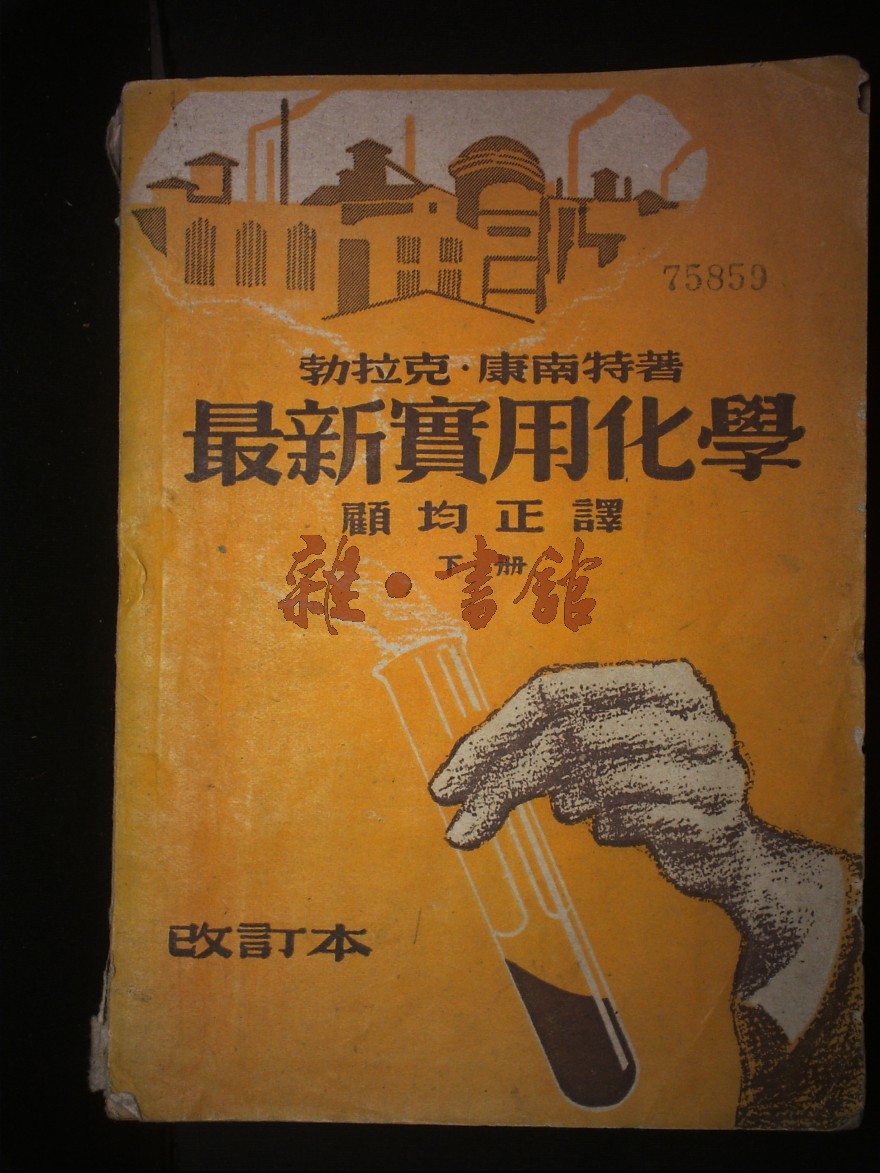 75859
勃拉克·康南特著
最新實用化學
顧均正譯
下册
雜·書館
改訂本